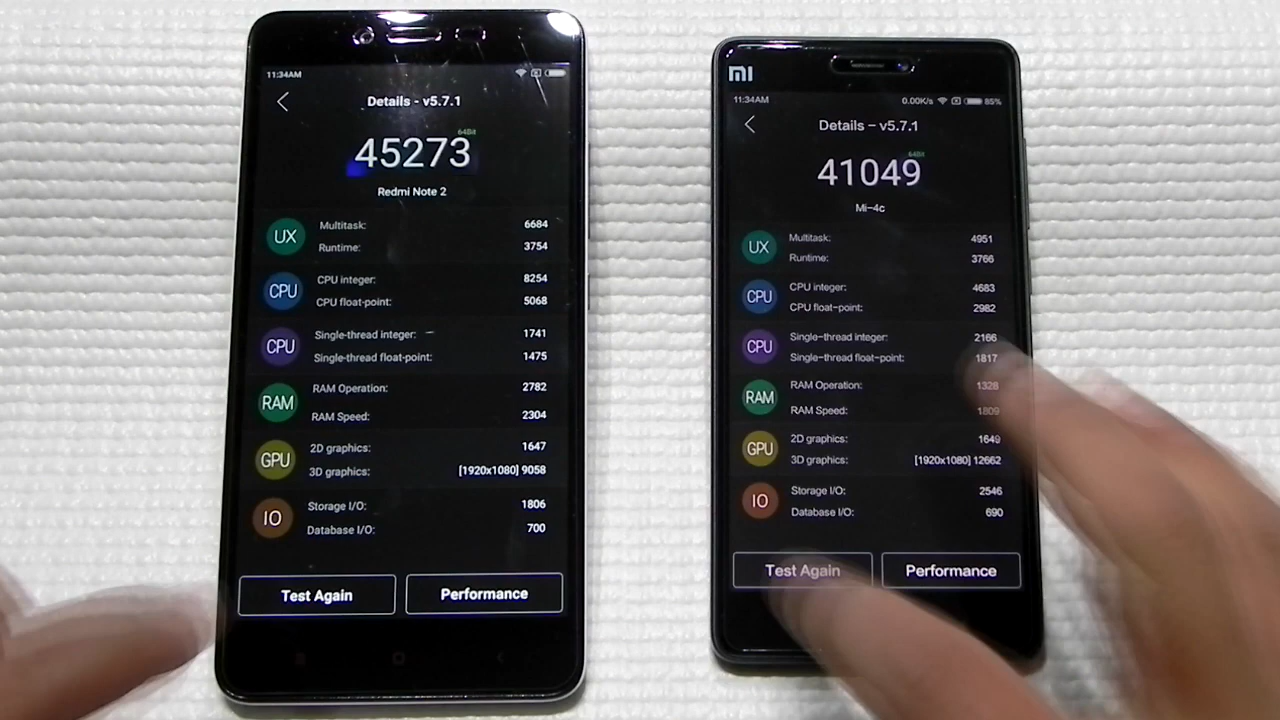 11:34AM
Details - v5.7.1
64Bit
45273
Redmi Note 2
UX
Multitask: 6684
Runtime: 3754
CPU
CPU integer: 8254
CPU float-point: 5068
CPU
Single-thread integer: 1741
Single-thread float-point: 1475
RAM
RAM Operation: 2782
RAM Speed: 2304
GPU
2D graphics: 1647
3D graphics: [1920x1080] 9058
IO
Storage I/O: 1806
Database I/O: 700
Test Again Performance
MI
11:34AM 0.00K/s 85%
Details - v5.7.1
64Bit
41049
Mi-4c
UX
Multitask: 4951
Runtime: 3766
CPU
CPU integer: 4683
CPU float-point: 2982
CPU
Single-thread integer: 2166
Single-thread float-point: 1817
RAM
RAM Operation: 1328
RAM Speed: 1809
GPU
2D graphics: 1649
3D graphics: [1920x1080] 12662
IO
Storage I/O: 2546
Database I/O: 690
Test Again Performance